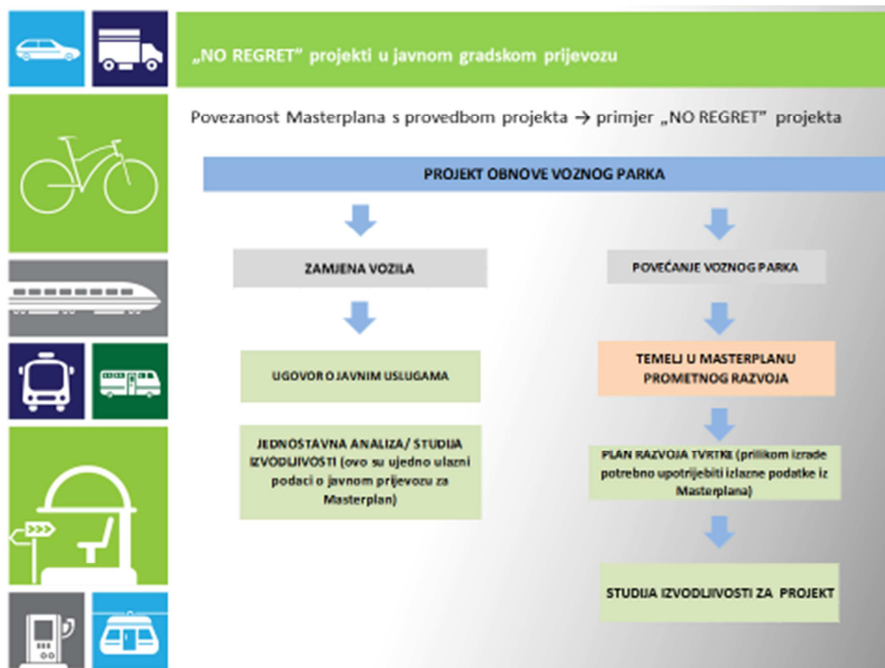 „NO REGRET” projekti u javnom gradskom prijevozu
Povezanost Masterplana s provedbom projekta → primjer „NO REGRET” projekta
PROJEKT OBNOVE VOZNOG PARKA
ZAMJENA VOZILA
UGOVOR O JAVNIM USLUGAMA
JEDNOSTAVNA ANALIZA/ STUDIJA
IZVODLJIVOSTI (ovo su ujedno ulazni
podaci o javnom prijevozu za
Masterplan)
POVEĆANJE VOZNOG PARKA
TEMELJ U MASTERPLANU
PROMETNOG RAZVOJA
PLAN RAZVOJA TVRTKE (prilikom izrade
potrebno upotrijebiti izlazne podatke iz
Masterplana)
STUDIJA IZVODLJIVOSTI ZA PROJEKT